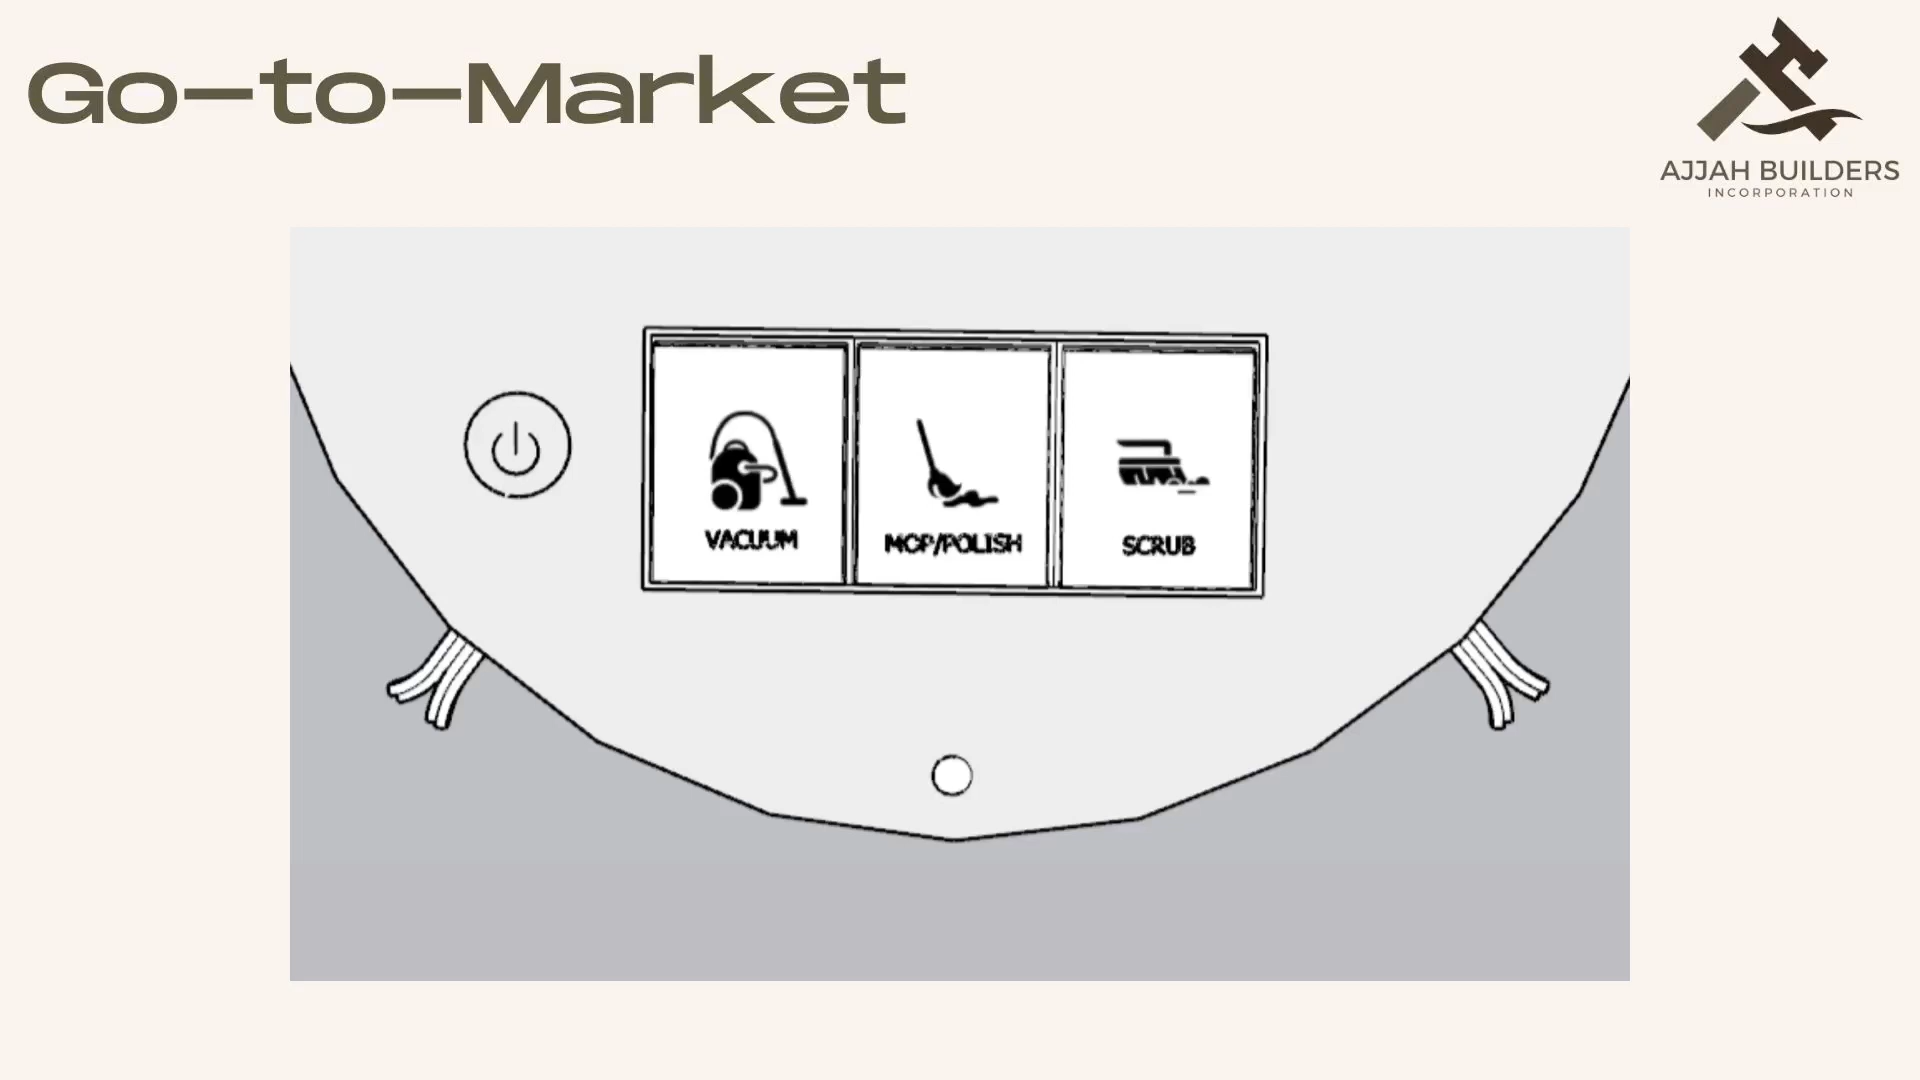 Go-to-Market
AJJAH BUILDERS
INCORPORATION
VACUUM
MOP/POLISH
SCRUB